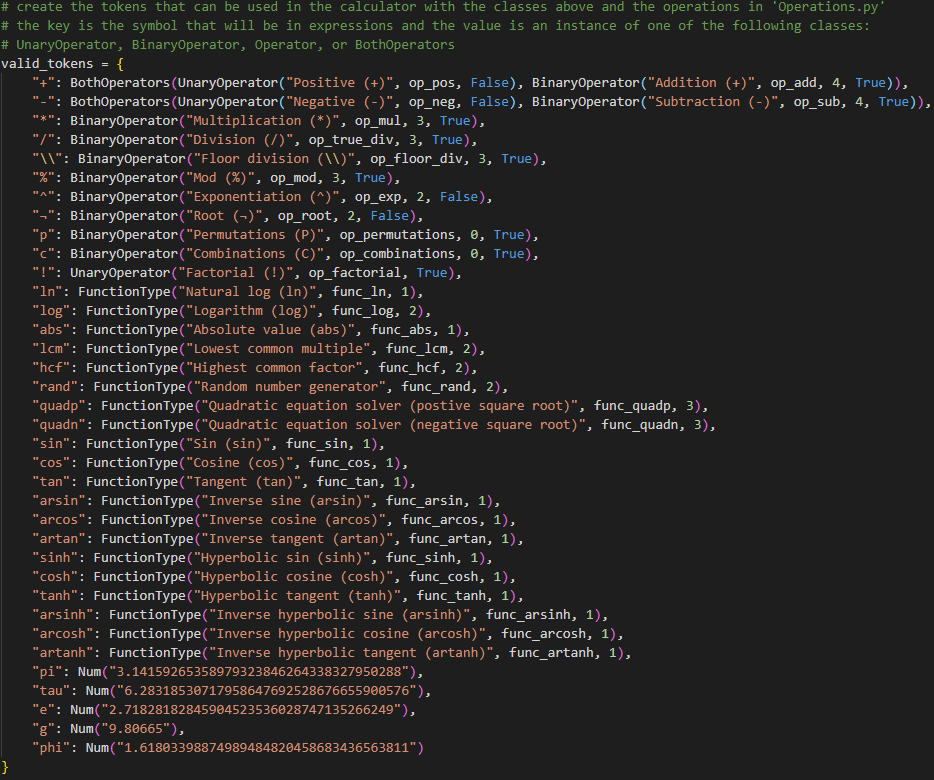 # create the tokens that can be used in the calculator with the classes above and the operations in 'Operations.py'
# the key is the symbol that will be in expressions and the value is an instance of one of the following classes:
# UnaryOperator, BinaryOperator, Operator, or BothOperators
valid_tokens = {
    "+": BothOperators(UnaryOperator("Positive (+)", op_pos, False), BinaryOperator("Addition (+)", op_add, 4, True)),
    "-": BothOperators(UnaryOperator("Negative (-)", op_neg, False), BinaryOperator("Subtraction (-)", op_sub, 4, True)),
    "*": BinaryOperator("Multiplication (*)", op_mul, 3, True),
    "/": BinaryOperator("Division (/)", op_true_div, 3, True),
    "\\": BinaryOperator("Floor division (\\)", op_floor_div, 3, True),
    "%": BinaryOperator("Mod (%)", op_mod, 3, True),
    "^": BinaryOperator("Exponentiation (^)", op_exp, 2, False),
    "¬": BinaryOperator("Root (¬)", op_root, 2, False),
    "p": BinaryOperator("Permutations (P)", op_permutations, 0, True),
    "c": BinaryOperator("Combinations (C)", op_combinations, 0, True),
    "!": UnaryOperator("Factorial (!)", op_factorial, True),
    "ln": FunctionType("Natural log (ln)", func_ln, 1),
    "log": FunctionType("Logarithm (log)", func_log, 2),
    "abs": FunctionType("Absolute value (abs)", func_abs, 1),
    "lcm": FunctionType("Lowest common multiple", func_lcm, 2),
    "hcf": FunctionType("Highest common factor", func_hcf, 2),
    "rand": FunctionType("Random number generator", func_rand, 2),
    "quadp": FunctionType("Quadratic equation solver (postive square root)", func_quadp, 3),
    "quadn": FunctionType("Quadratic equation solver (negative square root)", func_quadn, 3),
    "sin": FunctionType("Sin (sin)", func_sin, 1),
    "cos": FunctionType("Cosine (cos)", func_cos, 1),
    "tan": FunctionType("Tangent (tan)", func_tan, 1),
    "arsin": FunctionType("Inverse sine (arsin)", func_arsin, 1),
    "arcos": FunctionType("Inverse cosine (arcos)", func_arcos, 1),
    "artan": FunctionType("Inverse tangent (artan)", func_artan, 1),
    "sinh": FunctionType("Hyperbolic sin (sinh)", func_sinh, 1),
    "cosh": FunctionType("Hyperbolic cosine (cosh)", func_cosh, 1),
    "tanh": FunctionType("Hyperbolic tangent (tanh)", func_tanh, 1),
    "arsinh": FunctionType("Inverse hyperbolic sine (arsinh)", func_arsinh, 1),
    "arcosh": FunctionType("Inverse hyperbolic cosine (arcosh)", func_arcosh, 1),
    "artanh": FunctionType("Inverse hyperbolic tangent (artanh)", func_artanh, 1),
    "pi": Num("3.1415926535897932384626433832​7950288"),
    "tau": Num("6.283185307179586476925286766559​00576"),
    "e": Num("2.718281828459045235360287471352​66249"),
    "g": Num("9.80665"),
    "phi": Num("1.618033988749894848204586834365​63811")
}